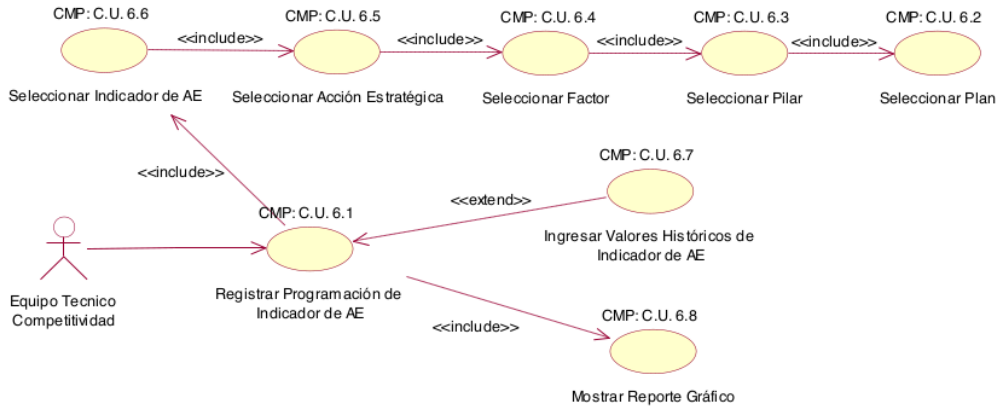 CMP: C.U. 6.6
CMP: C.U. 6.5
CMP: C.U. 6.4
CMP: C.U. 6.3
CMP: C.U. 6.2
<<include>>
<<include>>
<<include>>
<<include>>
Seleccionar Indicador de AE
Seleccionar Acción Estratégica
Seleccionar Factor
Seleccionar Pilar
Seleccionar Plan
<<include>>
CMP: C.U. 6.7
<<extend>>
CMP: C.U. 6.1
Ingresar Valores Históricos de
Indicador de AE
Equipo Tecnico
Competitividad
Registrar Programación de
Indicador de AE
<<include>>
CMP: C.U. 6.8
Mostrar Reporte Gráfico